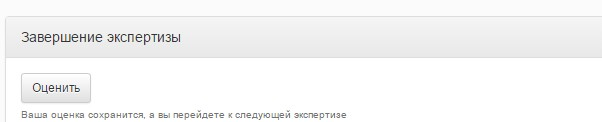 Завершение экспертизы
Оценить
Ваша оценка сохранится, а вы перейдете к следующей экспертизе